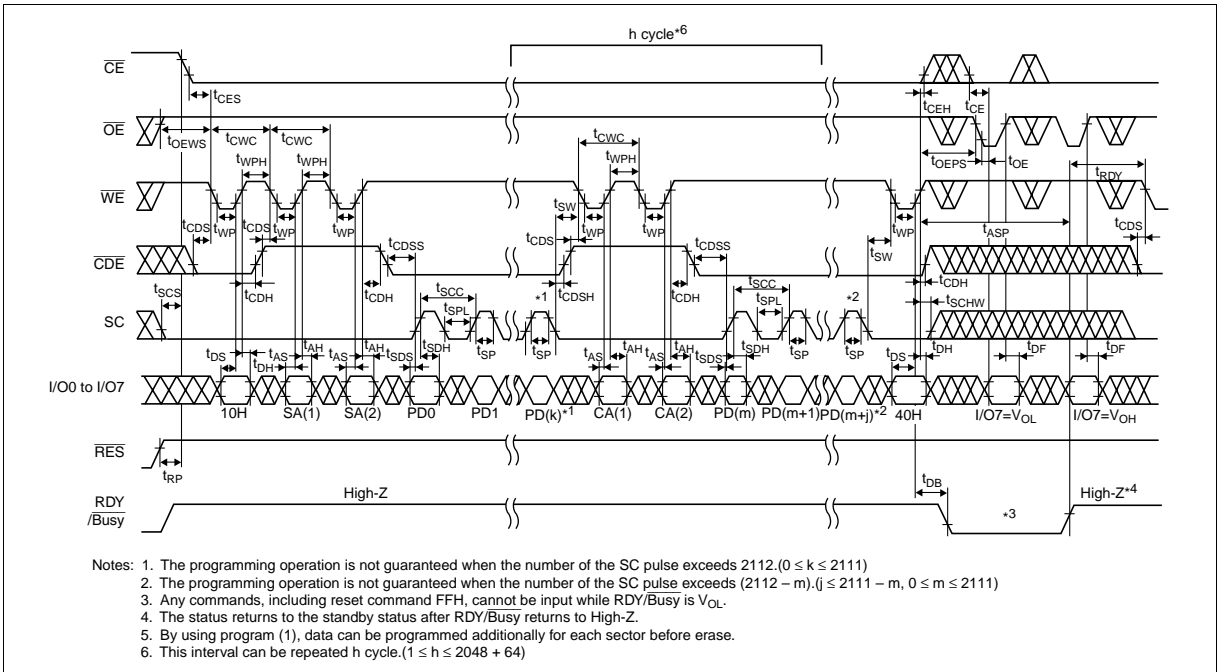 h cycle*6
CE
tCES
tCEH
tCE
OE
tOEWS
tCWC
tCWC
tCWC
tOEPS
tOE
tWPH
tWPH
tWPH
tRDY
WE
tCDS
tWP
tCDS
tWP
tWP
tSW
tCDS
tWP
tWP
tWP
tASP
tCDS
CDE
tCDSS
tCDSS
tSW
tSCS
tCDH
tCDH
tSCC
*1
tCDSH
tCDH
tSCC
*2
tCDH
tSCHW
SC
tSPL
tSPL
tDS
tDH
tAS
tAH
tAS
tAH
tSDS
tSDH
tSP
tSP
tAS
tAH
tAS
tAH
tSDS
tSDH
tSP
tSP
tDS
tDH
tDF
tDF
I/O0 to I/O7
10H SA(1) SA(2) PD0 PD1 PD(k)*1 CA(1) CA(2) PD(m) PD(m+1) PD(m+j)*2 40H I/O7=VOL I/O7=VOH
RES
tRP
tDB
RDY
/Busy
High-Z
*3
High-Z*4
Notes: 1. The programming operation is not guaranteed when the number of the SC pulse exceeds 2112.(0 ≤ k ≤ 2111)
2. The programming operation is not guaranteed when the number of the SC pulse exceeds (2112 – m).(j ≤ 2111 – m, 0 ≤ m ≤ 2111)
3. Any commands, including reset command FFH, cannot be input while RDY/Busy is VOL.
4. The status returns to the standby status after RDY/Busy returns to High-Z.
5. By using program (1), data can be programmed additionally for each sector before erase.
6. This interval can be repeated h cycle.(1 ≤ h ≤ 2048 + 64)